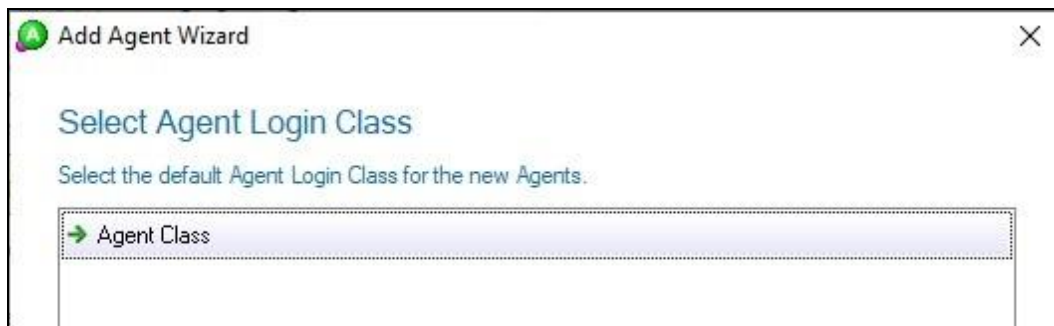 Add Agent Wizard
Select Agent Login Class
Select the default Agent Login Class for the new Agents.
Agent Class